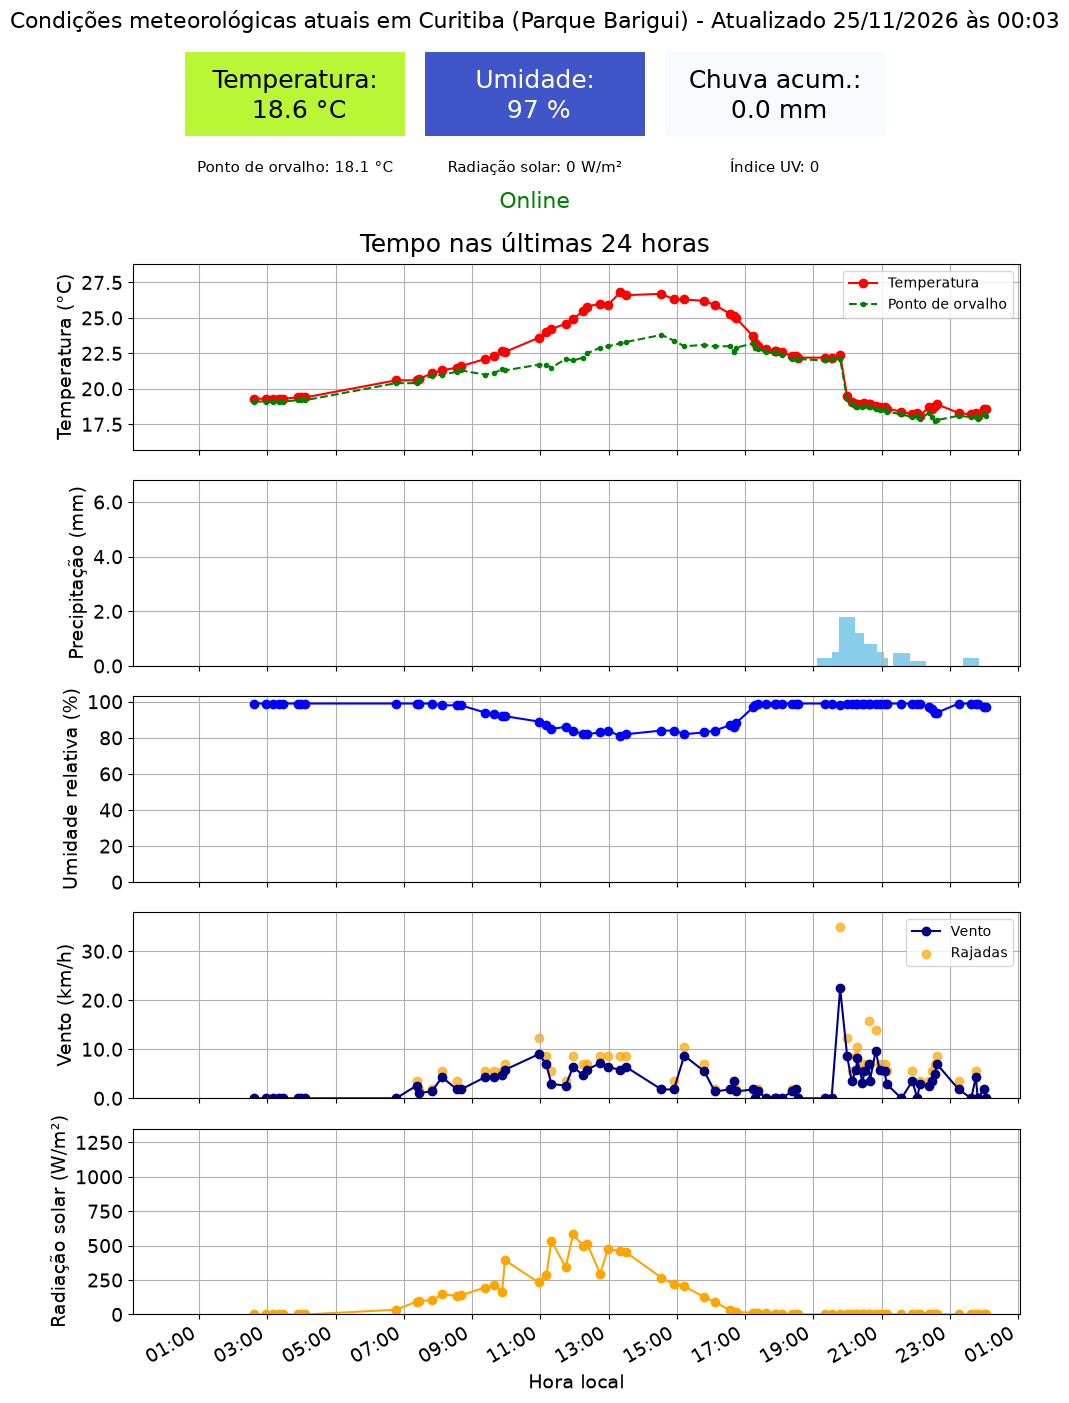 Condições meteorológicas atuais em Curitiba (Parque Barigui) - Atualizado 25/11/2026 às 00:03
Temperatura:
18.6 °C
Umidade:
97 %
Chuva acum.:
0.0 mm
Ponto de orvalho: 18.1 °C
Radiação solar: 0 W/m²
Índice UV: 0
Online
Tempo nas últimas 24 horas
Temperatura (°C)
27.5
25.0
22.5
20.0
17.5
Temperatura
Ponto de orvalho
Precipitação (mm)
6.0
4.0
2.0
0.0
Umidade relativa (%)
100
80
60
40
20
0
Vento (km/h)
30.0
20.0
10.0
0.0
Vento
Rajadas
Radiação solar (W/m²)
1250
1000
750
500
250
0
01:00
03:00
05:00
07:00
09:00
11:00
13:00
15:00
17:00
19:00
21:00
23:00
01:00
Hora local